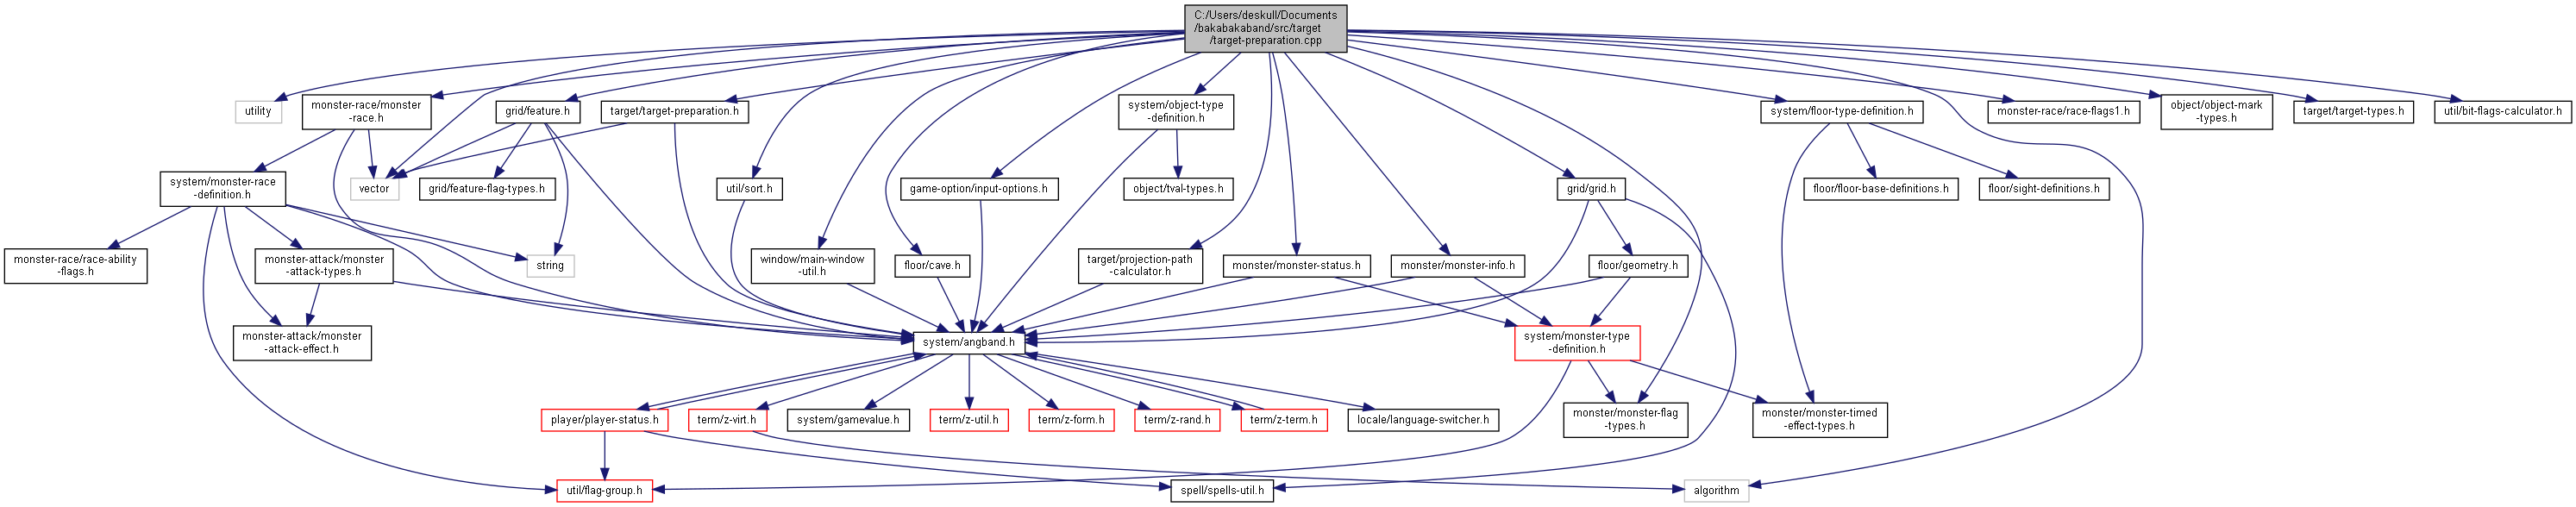 C:/Users/deskull/Documents
/bakabakaband/src/target
/target-preparation.cpp
utility
monster-race/monster
-race.h
grid/feature.h
target/target-preparation.h
system/object-type
-definition.h
system/floor-type-definition.h
monster-race/race-flags1.h
object/object-mark
-types.h
target/target-types.h
util/bit-flags-calculator.h
system/monster-race
-definition.h
vector
grid/feature-flag-types.h
util/sort.h
game-option/input-options.h
object/tval-types.h
grid/grid.h
floor/floor-base-definitions.h
floor/sight-definitions.h
monster-race/race-ability
-flags.h
monster-attack/monster
-attack-types.h
string
window/main-window
-util.h
floor/cave.h
target/projection-path
-calculator.h
monster/monster-status.h
monster/monster-info.h
floor/geometry.h
monster-attack/monster
-attack-effect.h
system/angband.h
system/monster-type
-definition.h
player/player-status.h
term/z-virt.h
system/gamevalue.h
term/z-util.h
term/z-form.h
term/z-rand.h
term/z-term.h
locale/language-switcher.h
monster/monster-flag
-types.h
monster/monster-timed
-effect-types.h
util/flag-group.h
spell/spells-util.h
algorithm